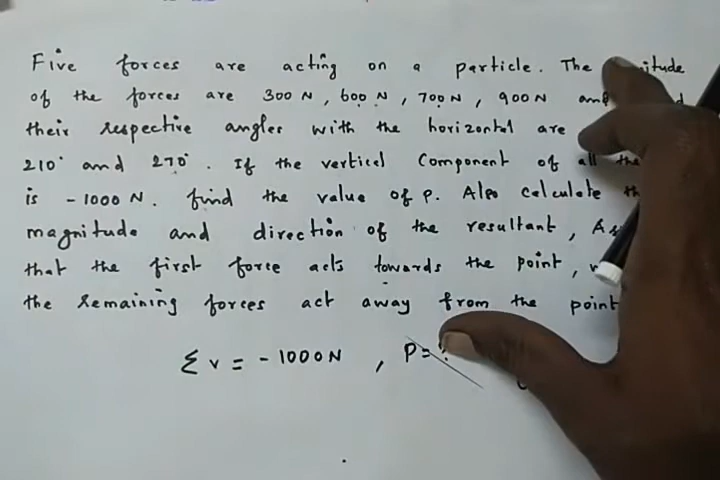 Five forces are acting on a particle. The
of the forces are 300 N, 600 N, 700 N, 900 N
their respective angles with the horizontal are
210° and 270°. If the vertical component of all the
is - 1000 N. find the value of P. Also calculate
magnitude and direction of the resultant,
that the first force acts towards the point,
the remaining forces act away from the point
Σv = - 1000N , P= ?